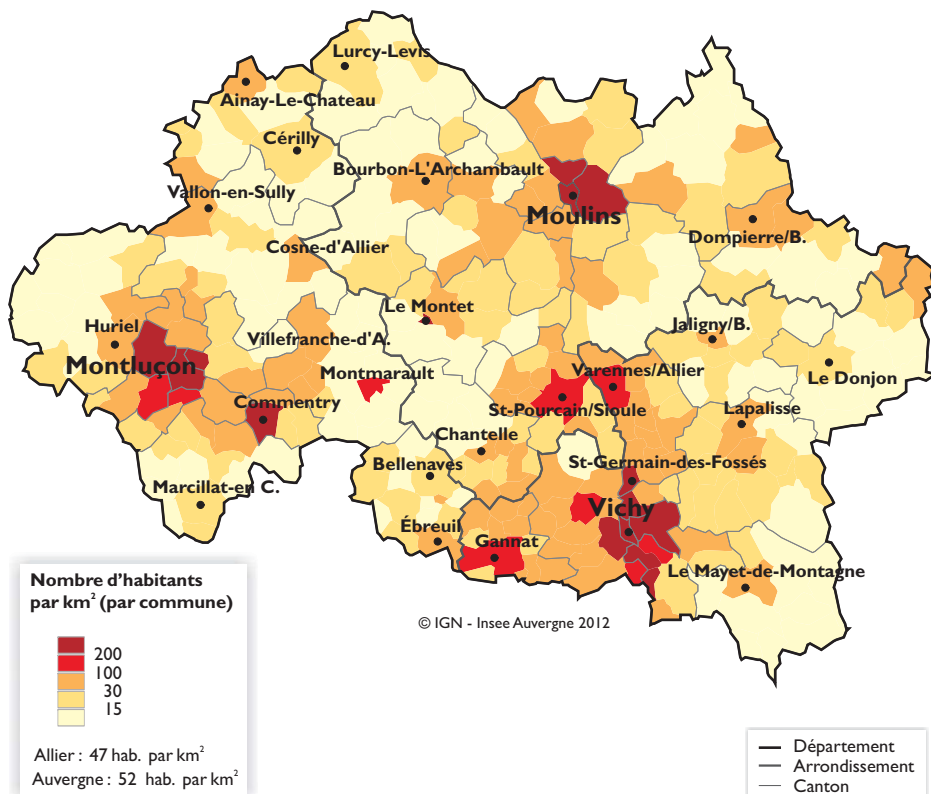 Lurcy-Levis
Ainay-Le-Chateau
Cérilly
Bourbon-L'Archambault
Vallon-en-Sully
Moulins
Dompierre/B.
Cosne-d'Allier
Le Montet
Huriel
Villefranche-d'A.
Jaligny/B.
Montluçon
Montmarault
Varennes/Allier
Le Donjon
Commentry
St-Pourcain/Sioule
Lapalisse
Chantelle
Bellenaves
St-Germain-des-Fossés
Marcillat-en C.
Vichy
Ébreuil
Gannat
Le Mayet-de-Montagne
Nombre d'habitants
par km² (par commune)
200
100
30
15
Allier : 47 hab. par km²
Auvergne : 52 hab. par km²
© IGN - Insee Auvergne 2012
Département
Arrondissement
Canton